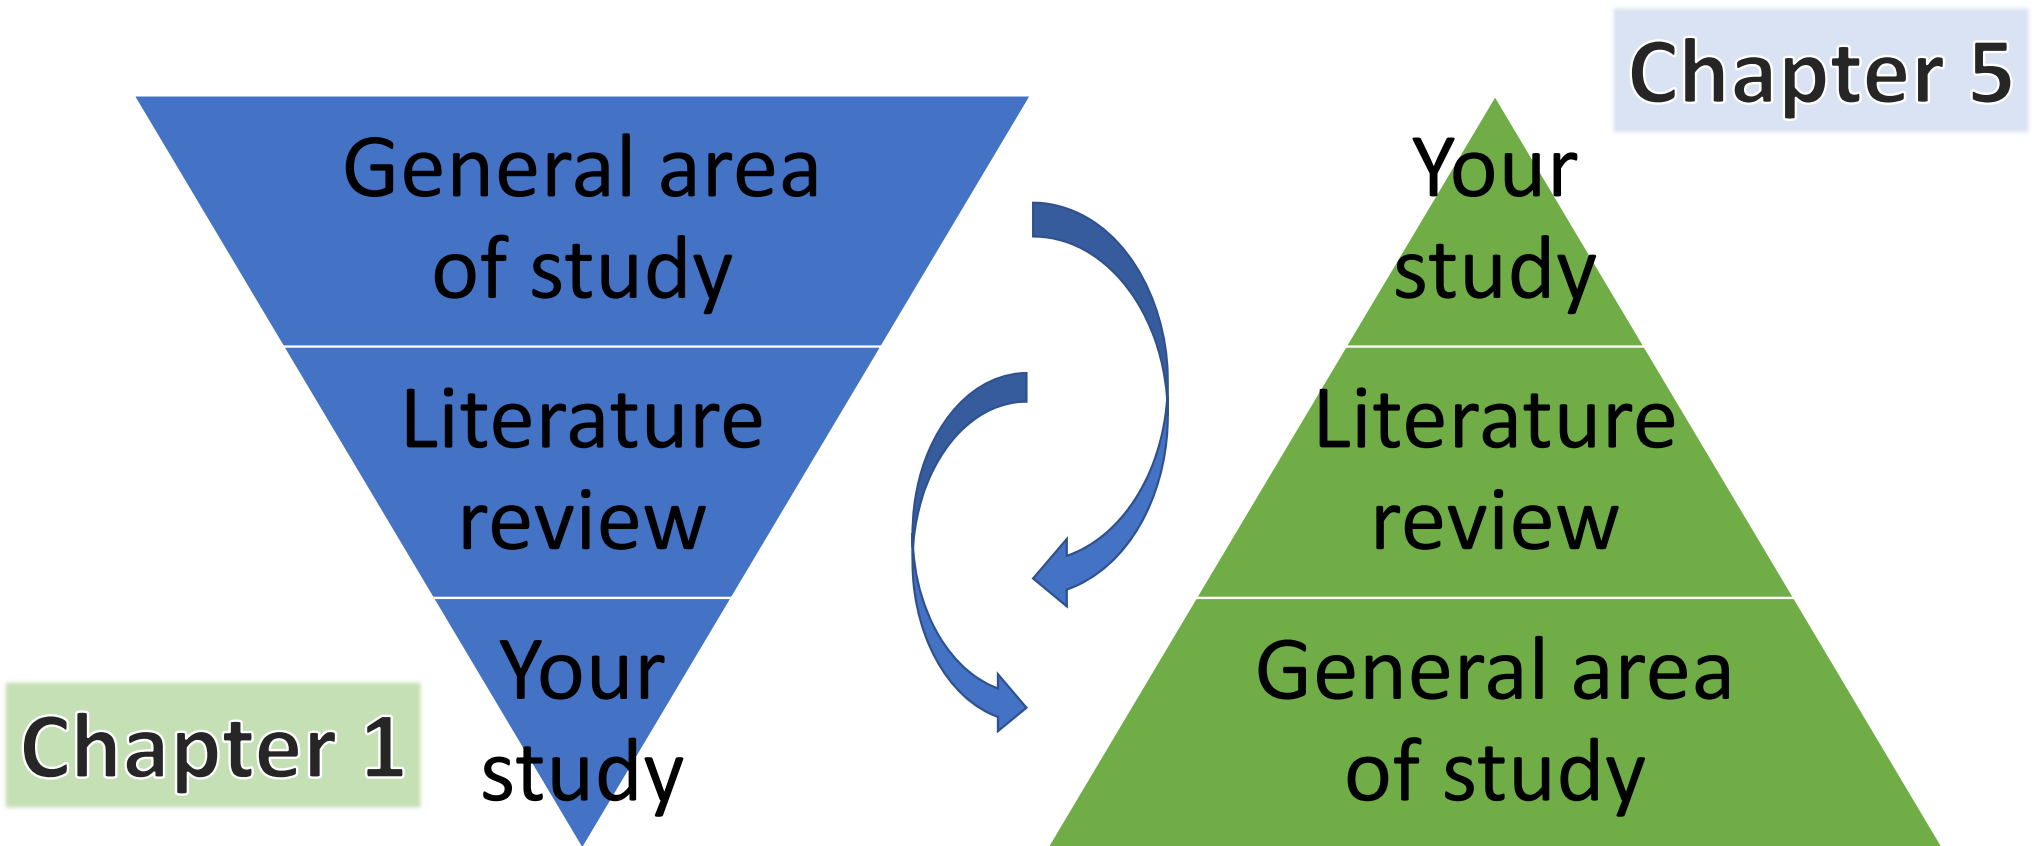 General area
of study
Literature
review
Your
study
Chapter 1
Chapter 5
Your
study
Literature
review
General area
of study